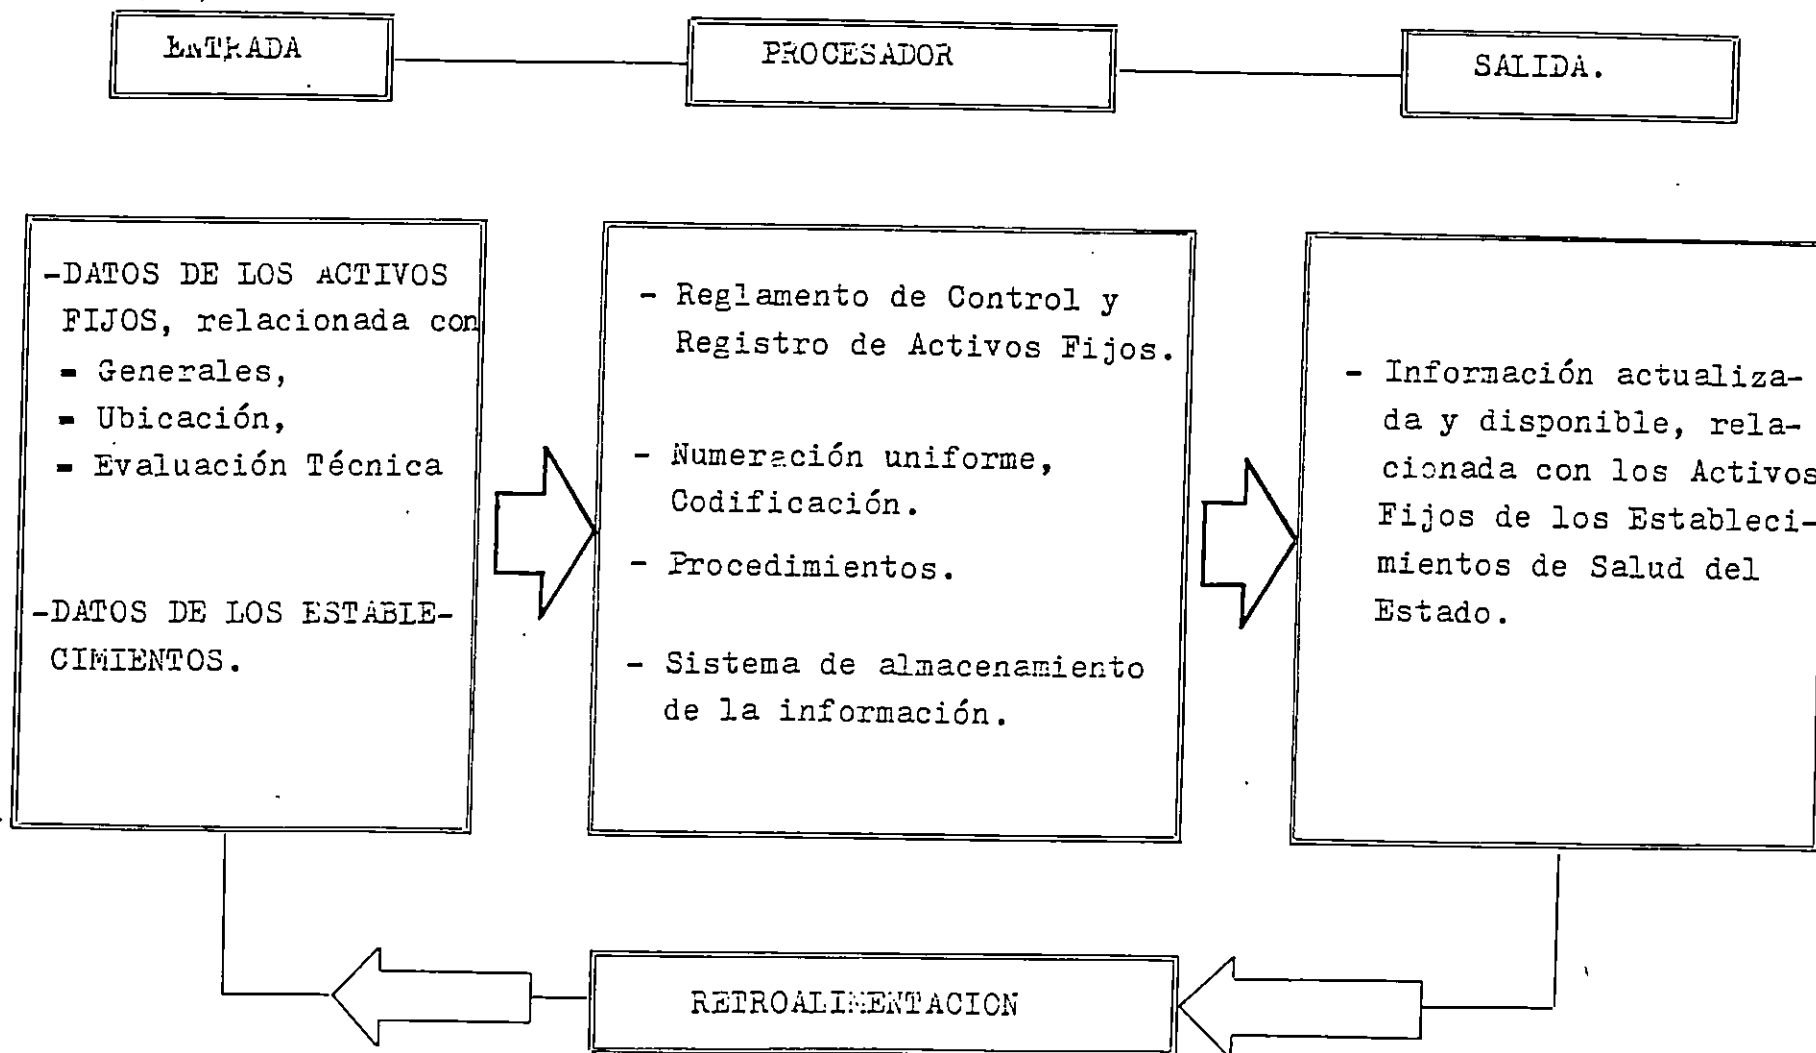 ENTRADA
PROCESADOR
SALIDA.
-DATOS DE LOS ACTIVOS
FIJOS, relacionada con
- Generales,
- Ubicación,
- Evaluación Técnica
-DATOS DE LOS ESTABLE-
CIMIENTOS.
- Reglamento de Control y
Registro de Activos Fijos.
- Numeración uniforme,
Codificación.
- Procedimientos.
- Sistema de almacenamiento
de la información.
- Información actualiza-
da y disponible, rela-
cionada con los Activos
Fijos de los Estableci-
mientos de Salud del
Estado.
RETROALIMENTACION